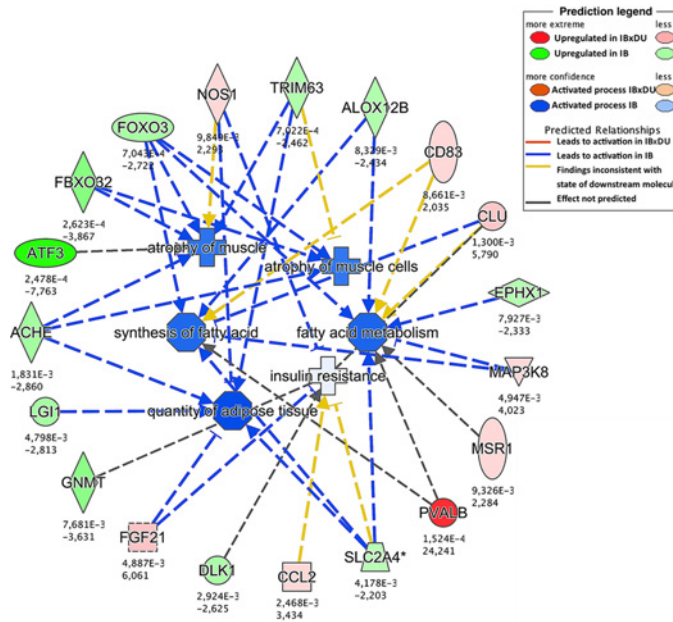 Prediction legend
more extreme
less
Upregulated in IBxDU
Upregulated in IB
more confidence
less
Activated process IBxDU
Activated process IB
Predicted Relationships
Leads to activation in IBxDU
Leads to activation in IB
Findings inconsistent with
state of downstream molecul
Effect not predicted
NOS1
9,849E-3
2,293
TRIM63
7,022E-4
-2,462
ALOX12B
8,329E-3
-2,434
FOXO3
7,043E-4
-2,722
CD83
8,661E-3
2,035
FBXO32
2,623E-4
-3,867
CLU
1,300E-3
5,790
ATF3
2,478E-4
-7,763
atrophy of muscle
atrophy of muscle cells
EPHX1
7,927E-3
-2,333
ACHE
1,831E-3
-2,860
synthesis of fatty acid
fatty acid metabolism
insulin resistance
MAP3K8
4,947E-3
4,023
LGI1
4,798E-3
-2,813
quantity of adipose tissue
MSR1
9,326E-3
2,284
GNMT
7,681E-3
-3,631
PVALB
1,524E-4
24,241
FGF21
4,887E-3
6,061
DLK1
2,924E-3
-2,625
CCL2
2,468E-3
3,434
SLC2A4*
4,178E-3
-2,203